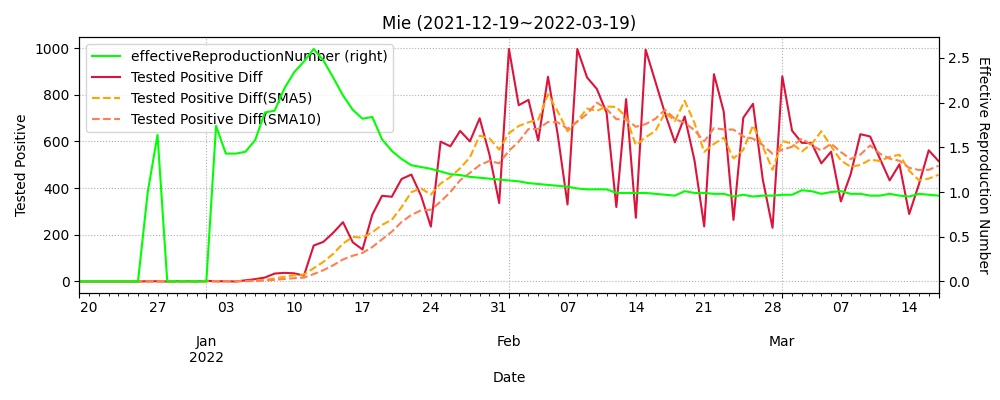 Mie (2021-12-19~2022-03-19)
effectiveReproductionNumber (right)
Tested Positive Diff
Tested Positive Diff(SMA5)
Tested Positive Diff(SMA10)
Tested Positive
1000
800
600
400
200
0
Effective Reproduction Number
2.5
2.0
1.5
1.0
0.5
0.0
20 27 03 10 17 24 31 07 14 21 28 07 14
Jan Feb Mar
2022
Date